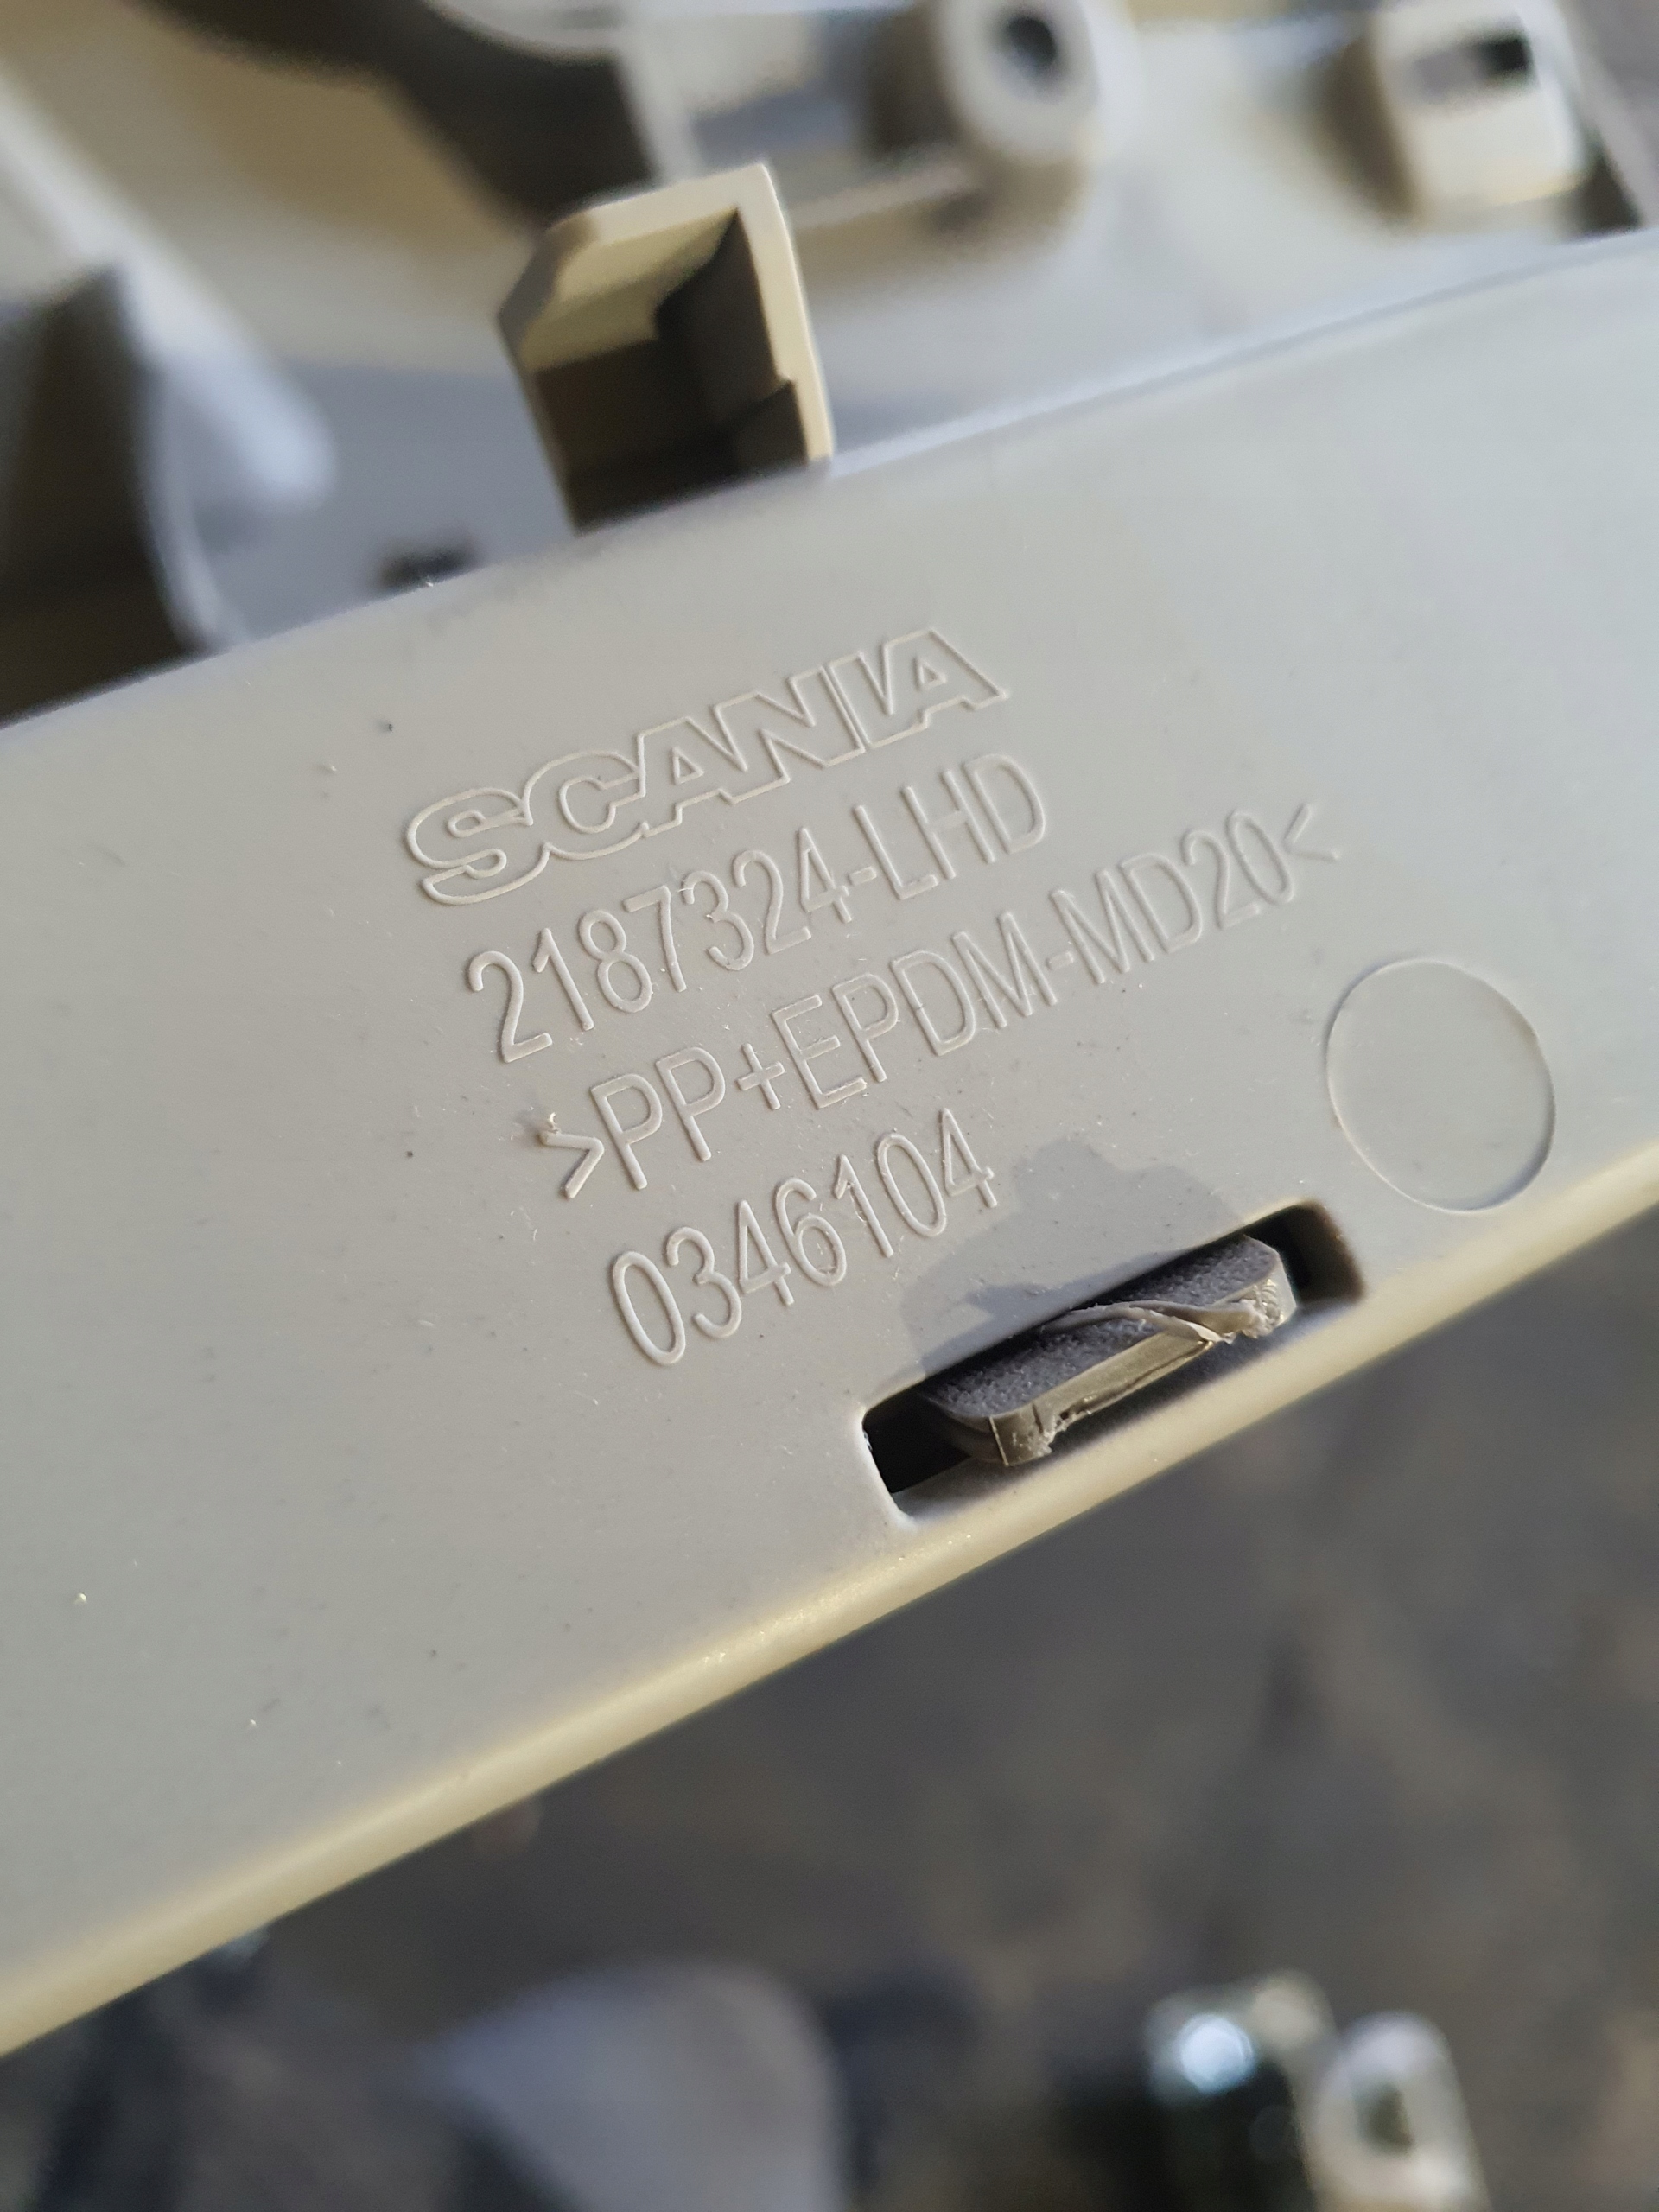 SCANIA
2187324-LHD
>PP+EPDM-MD20<
0346104